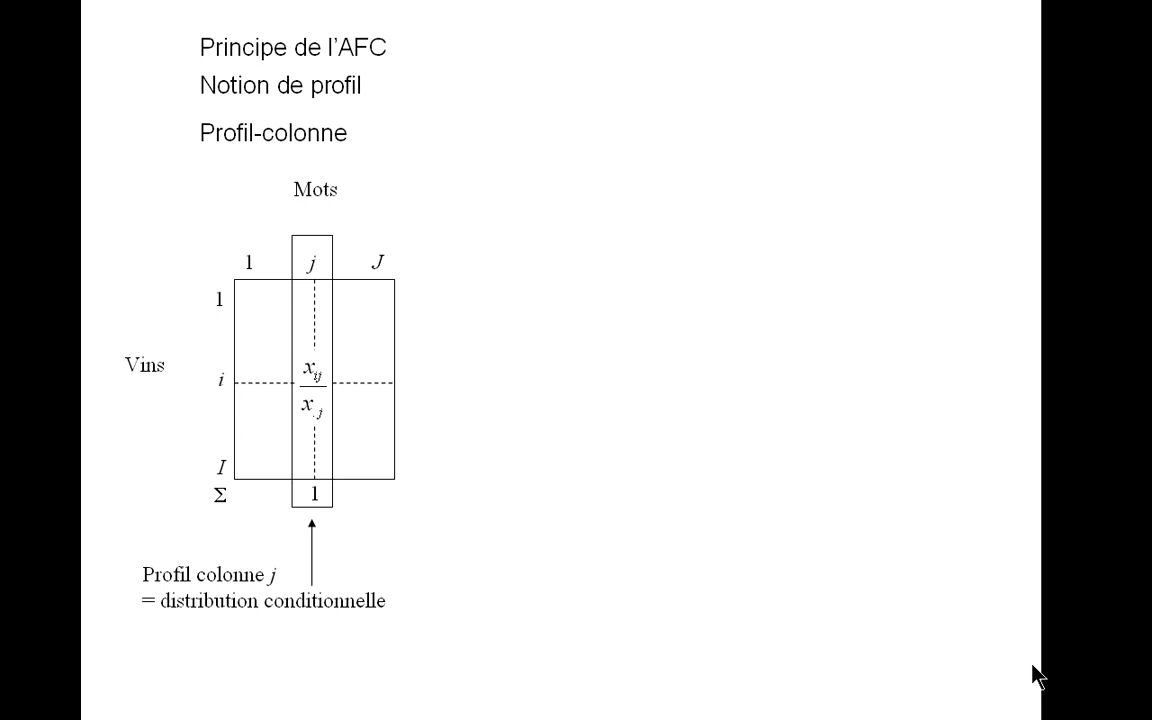 Principe de l'AFC
Notion de profil
Profil-colonne
Mots
1 j J
1
Vins
i
x_ij
x_.j
I
Σ 1
Profil colonne j
= distribution conditionnelle